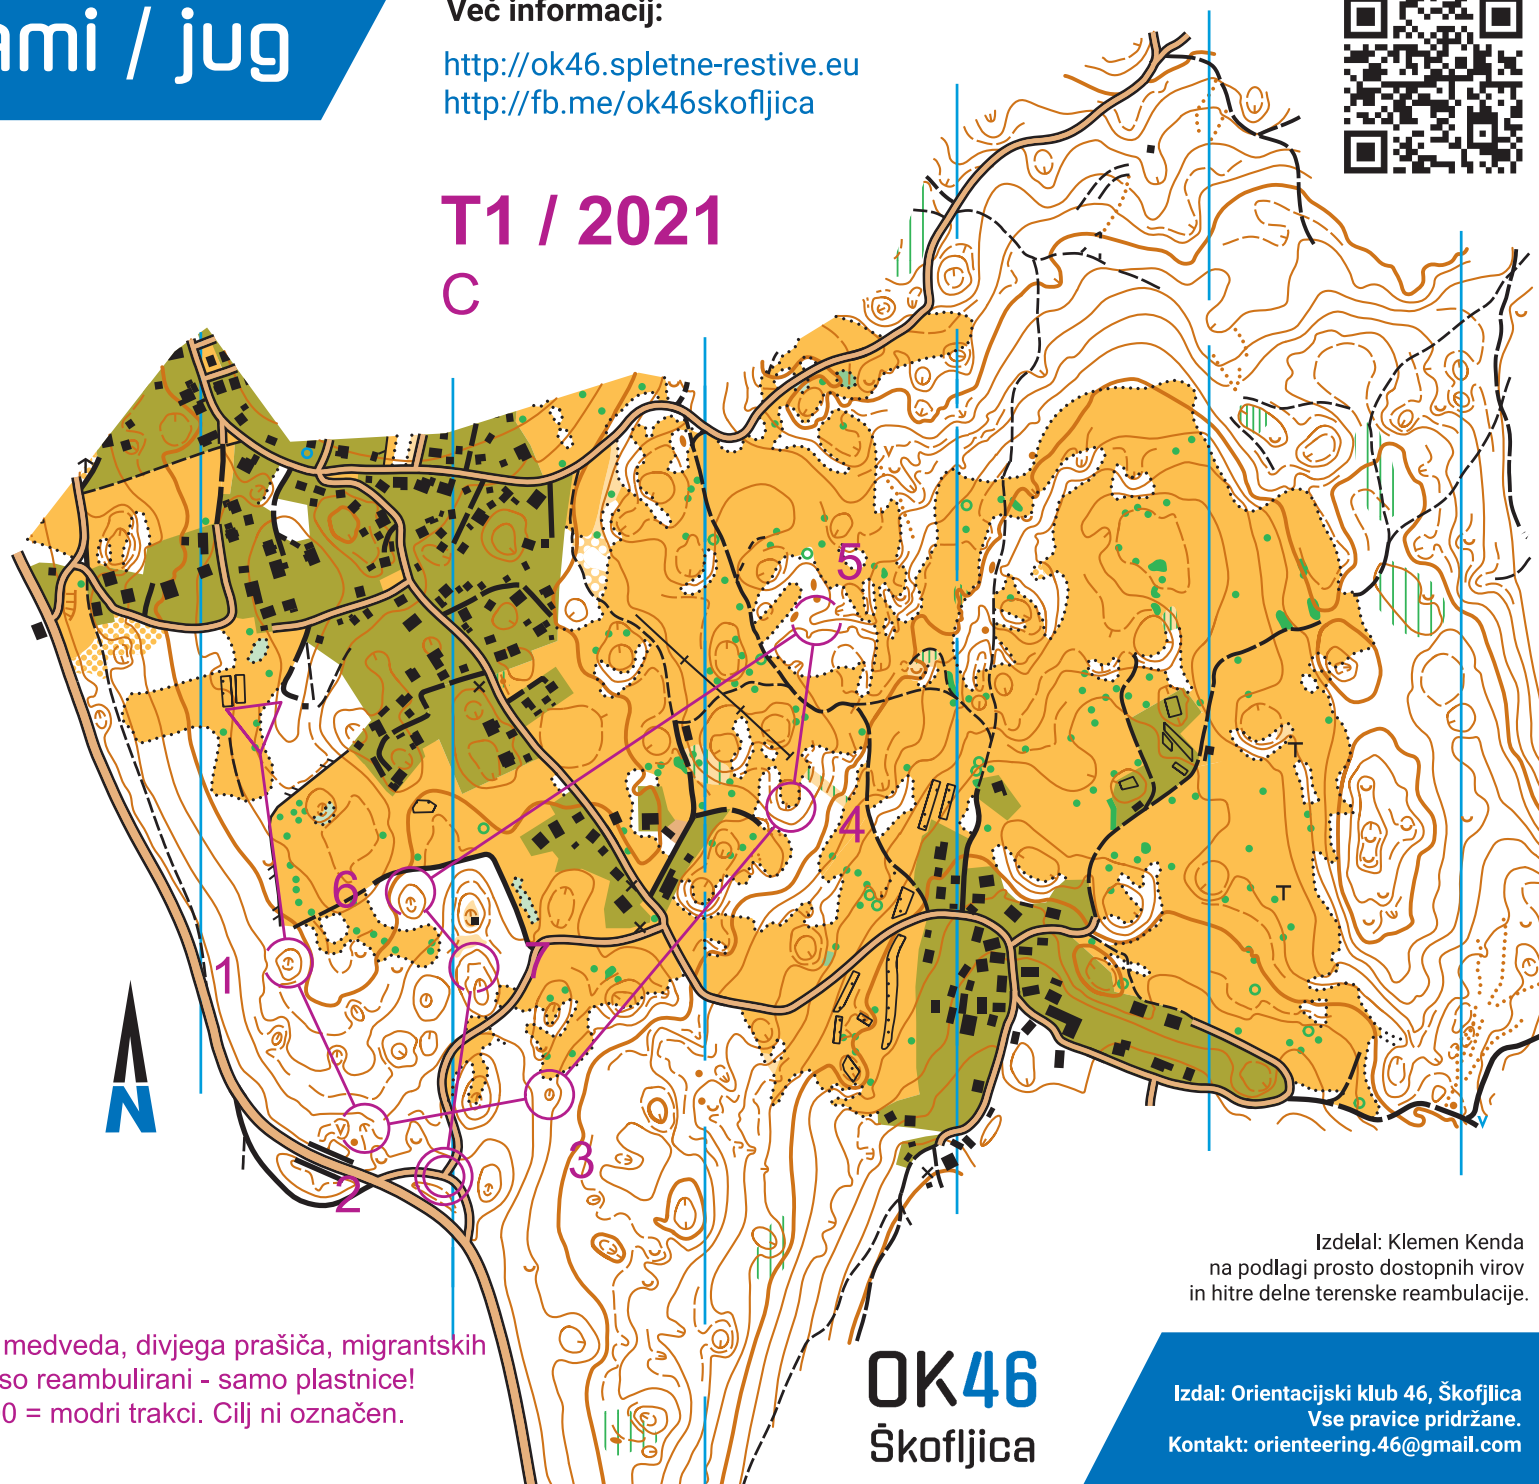 ami / jug
Več informacij:
http://ok46.spletne-restive.eu
http://fb.me/ok46skofljica
T1 / 2021
C
5
4
6
7
1
3
2
N
Izdelal: Klemen Kenda
na podlagi prosto dostopnih virov
in hitre delne terenske reambulacije.
medveda, divjega prašiča, migrantskih
so reambulirani - samo plastnice!
0 = modri trakci. Cilj ni označen.
OK46
Škofljica
Izdal: Orientacijski klub 46, Škofjlica
Vse pravice pridržane.
Kontakt: orienteering.46@gmail.com